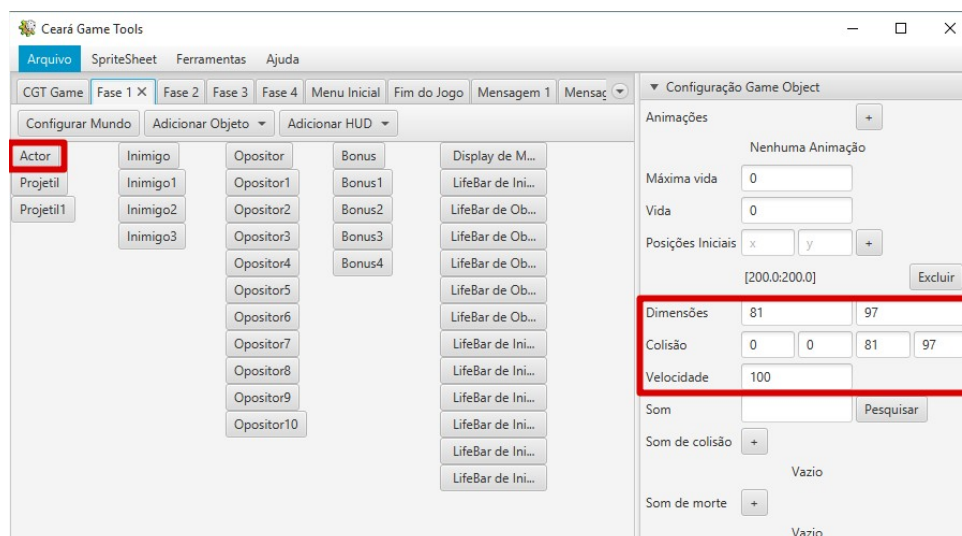 Ceará Game Tools
Arquivo SpriteSheet Ferramentas Ajuda
CGT Game Fase 1 X Fase 2 Fase 3 Fase 4 Menu Inicial Fim do Jogo Mensagem 1 Mensag
Configurar Mundo Adicionar Objeto Adicionar HUD
Actor Inimigo Opositor Bonus Display de M...
Projetil Inimigo1 Opositor1 Bonus1 LifeBar de Ini...
Projetil1 Inimigo2 Opositor2 Bonus2 LifeBar de Ob...
Inimigo3 Opositor3 Bonus3 LifeBar de Ob...
Opositor4 Bonus4 LifeBar de Ob...
Opositor5 LifeBar de Ob...
Opositor6 LifeBar de Ob...
Opositor7 LifeBar de Ini...
Opositor8 LifeBar de Ini...
Opositor9 LifeBar de Ini...
Opositor10 LifeBar de Ini...
LifeBar de Ini...
LifeBar de Ini...
Configuração Game Object
Animações +
Nenhuma Animação
Máxima vida 0
Vida 0
Posições Iniciais x y +
[200.0:200.0] Excluir
Dimensões 81 97
Colisão 0 0 81 97
Velocidade 100
Som Pesquisar
Som de colisão +
Vazio
Som de morte +
Vazio